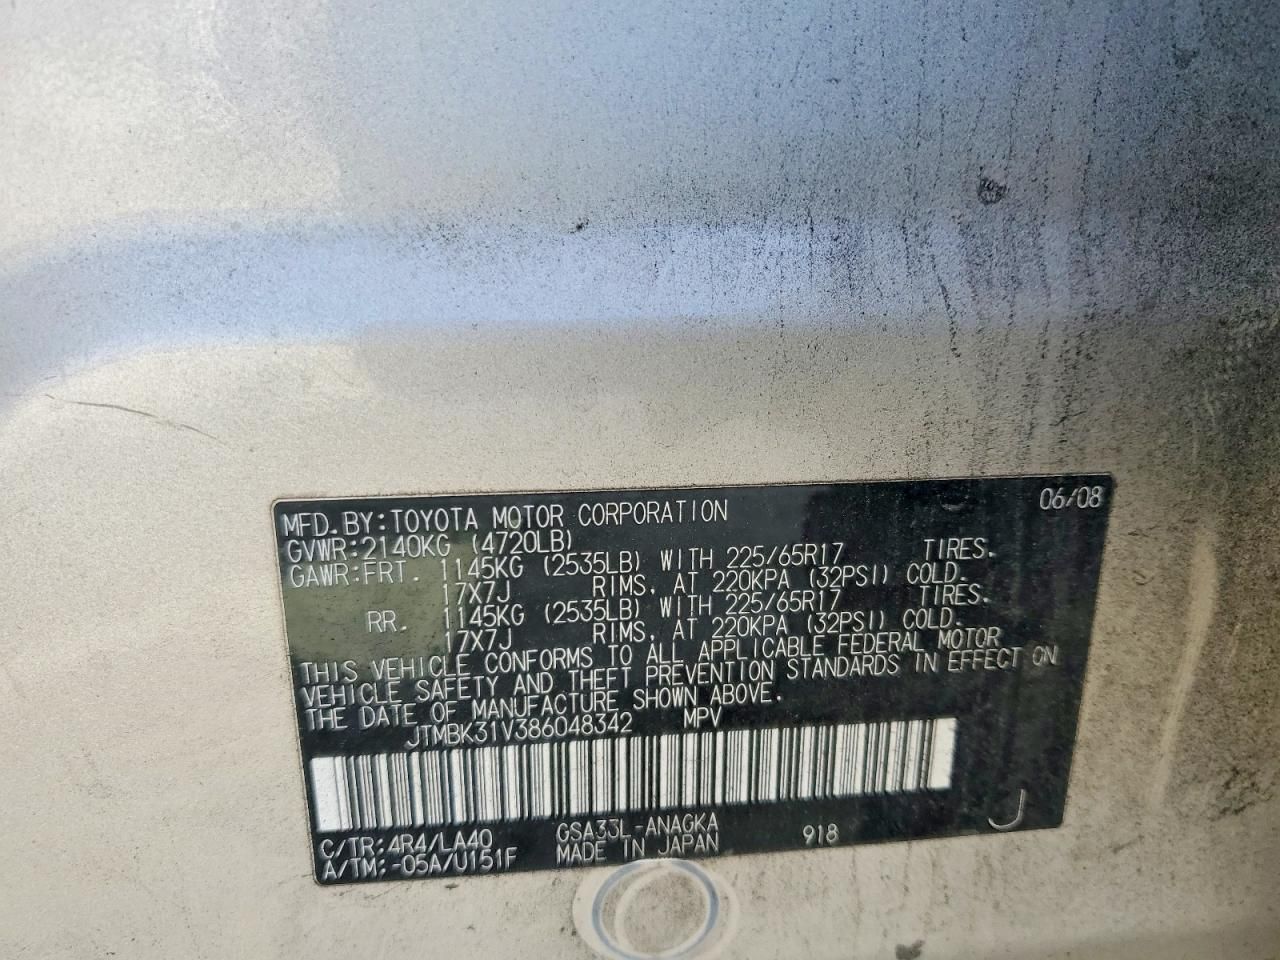 06/08
MFD.BY:TOYOTA MOTOR CORPORATION
GVWR:2140KG (4720LB)
GAWR:FRT. 1145KG (2535LB) WITH 225/65R17 TIRES.
17X7J RIMS, AT 220KPA (32PSI) COLD.
RR. 1145KG (2535LB) WITH 225/65R17 TIRES.
17X7J RIMS, AT 220KPA (32PSI) COLD.
THIS VEHICLE CONFORMS TO ALL APPLICABLE FEDERAL MOTOR
VEHICLE SAFETY AND THEFT PREVENTION STANDARDS IN EFFECT ON
THE DATE OF MANUFACTURE SHOWN ABOVE.
JTMBK31V386048342 MPV
C/TR:4R4/LA40 GSA33L-ANAGKA 918 J
A/TM:-05A/U151F MADE IN JAPAN